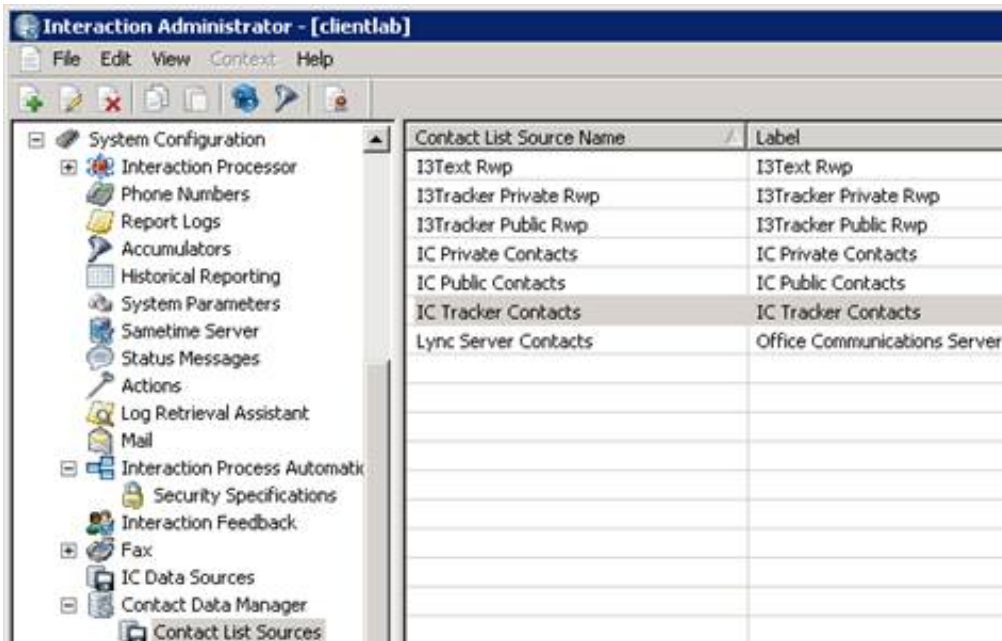 Interaction Administrator - [clientlab]
File Edit View Context Help
System Configuration
Interaction Processor
Phone Numbers
Report Logs
Accumulators
Historical Reporting
System Parameters
Sametime Server
Status Messages
Actions
Log Retrieval Assistant
Mail
Interaction Process Automatic
Security Specifications
Interaction Feedback
Fax
IC Data Sources
Contact Data Manager
Contact List Sources
Contact List Source Name Label
I3Text Rwp I3Text Rwp
I3Tracker Private Rwp I3Tracker Private Rwp
I3Tracker Public Rwp I3Tracker Public Rwp
IC Private Contacts IC Private Contacts
IC Public Contacts IC Public Contacts
IC Tracker Contacts IC Tracker Contacts
Lync Server Contacts Office Communications Server